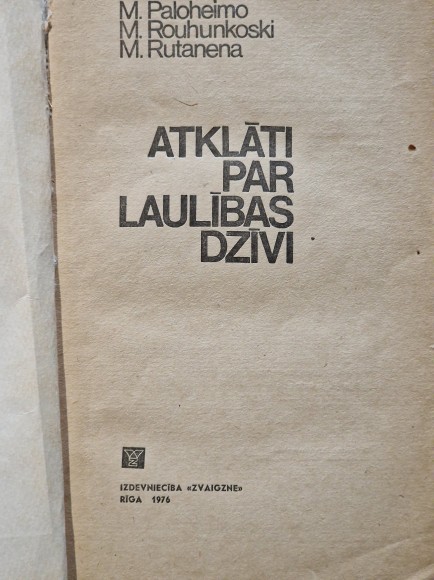 M. Paloheimo
M. Rouhunkoski
M. Rutanena
ATKLĀTI
PAR
LAULĪBAS
DZĪVI
IZDEVNIECĪBA «ZVAIGZNE»
RĪGA 1976